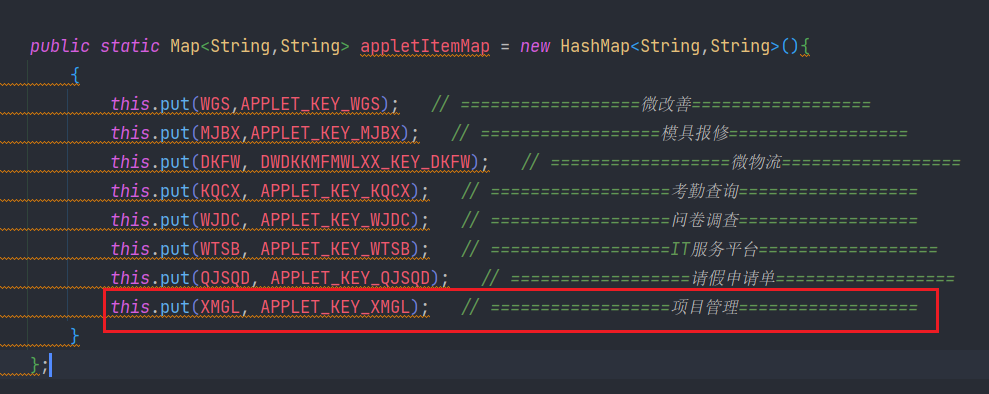 public static Map<String,String> appletItemMap = new HashMap<String,String>(){
{
this.put(WGS,APPLET_KEY_WGS); // ==================微改善==================
this.put(MJBX,APPLET_KEY_MJBX); // ==================模具报修==================
this.put(DKFW, DWDKKMFMWLXX_KEY_DKFW); // ==================微物流==================
this.put(KQCX, APPLET_KEY_KQCX); // ==================考勤查询==================
this.put(WJDC, APPLET_KEY_WJDC); // ==================问卷调查==================
this.put(WTSB, APPLET_KEY_WTSB); // ==================IT服务平台==================
this.put(QJSQD, APPLET_KEY_QJSQD); // ==================请假申请单==================
this.put(XMGL, APPLET_KEY_XMGL); // ==================项目管理==================
}
};